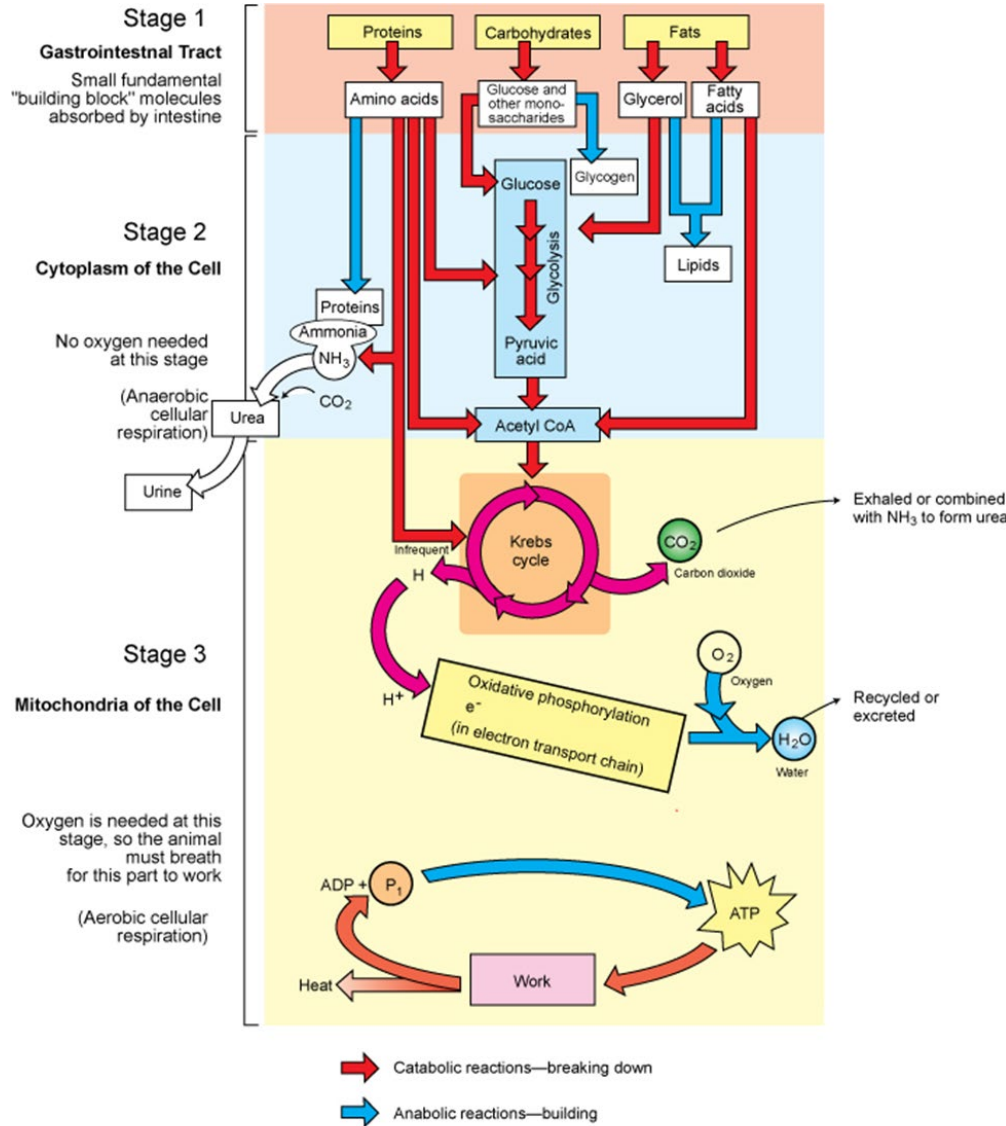 Stage 1
Gastrointestnal Tract
Small fundamental
"building block" molecules
absorbed by intestine
Proteins
Carbohydrates
Fats
Amino acids
Glucose and
other mono-
saccharides
Glycerol
Fatty
acids
Stage 2
Cytoplasm of the Cell
No oxygen needed
at this stage
(Anaerobic
cellular
respiration)
Glucose
Glycogen
Glycolysis
Lipids
Proteins
Ammonia
NH3
CO2
Urea
Urine
Pyruvic
acid
Acetyl CoA
Stage 3
Mitochondria of the Cell
Oxygen is needed at this
stage, so the animal
must breath
for this part to work
(Aerobic cellular
respiration)
Infrequent
Krebs
cycle
H
CO2
Carbon dioxide
Exhaled or combined
with NH3 to form urea
H+
Oxidative phosphorylation
e-
(in electron transport chain)
O2
Oxygen
H2O
Water
Recycled or
excreted
ADP + P1
ATP
Work
Heat
Catabolic reactions—breaking down
Anabolic reactions—building